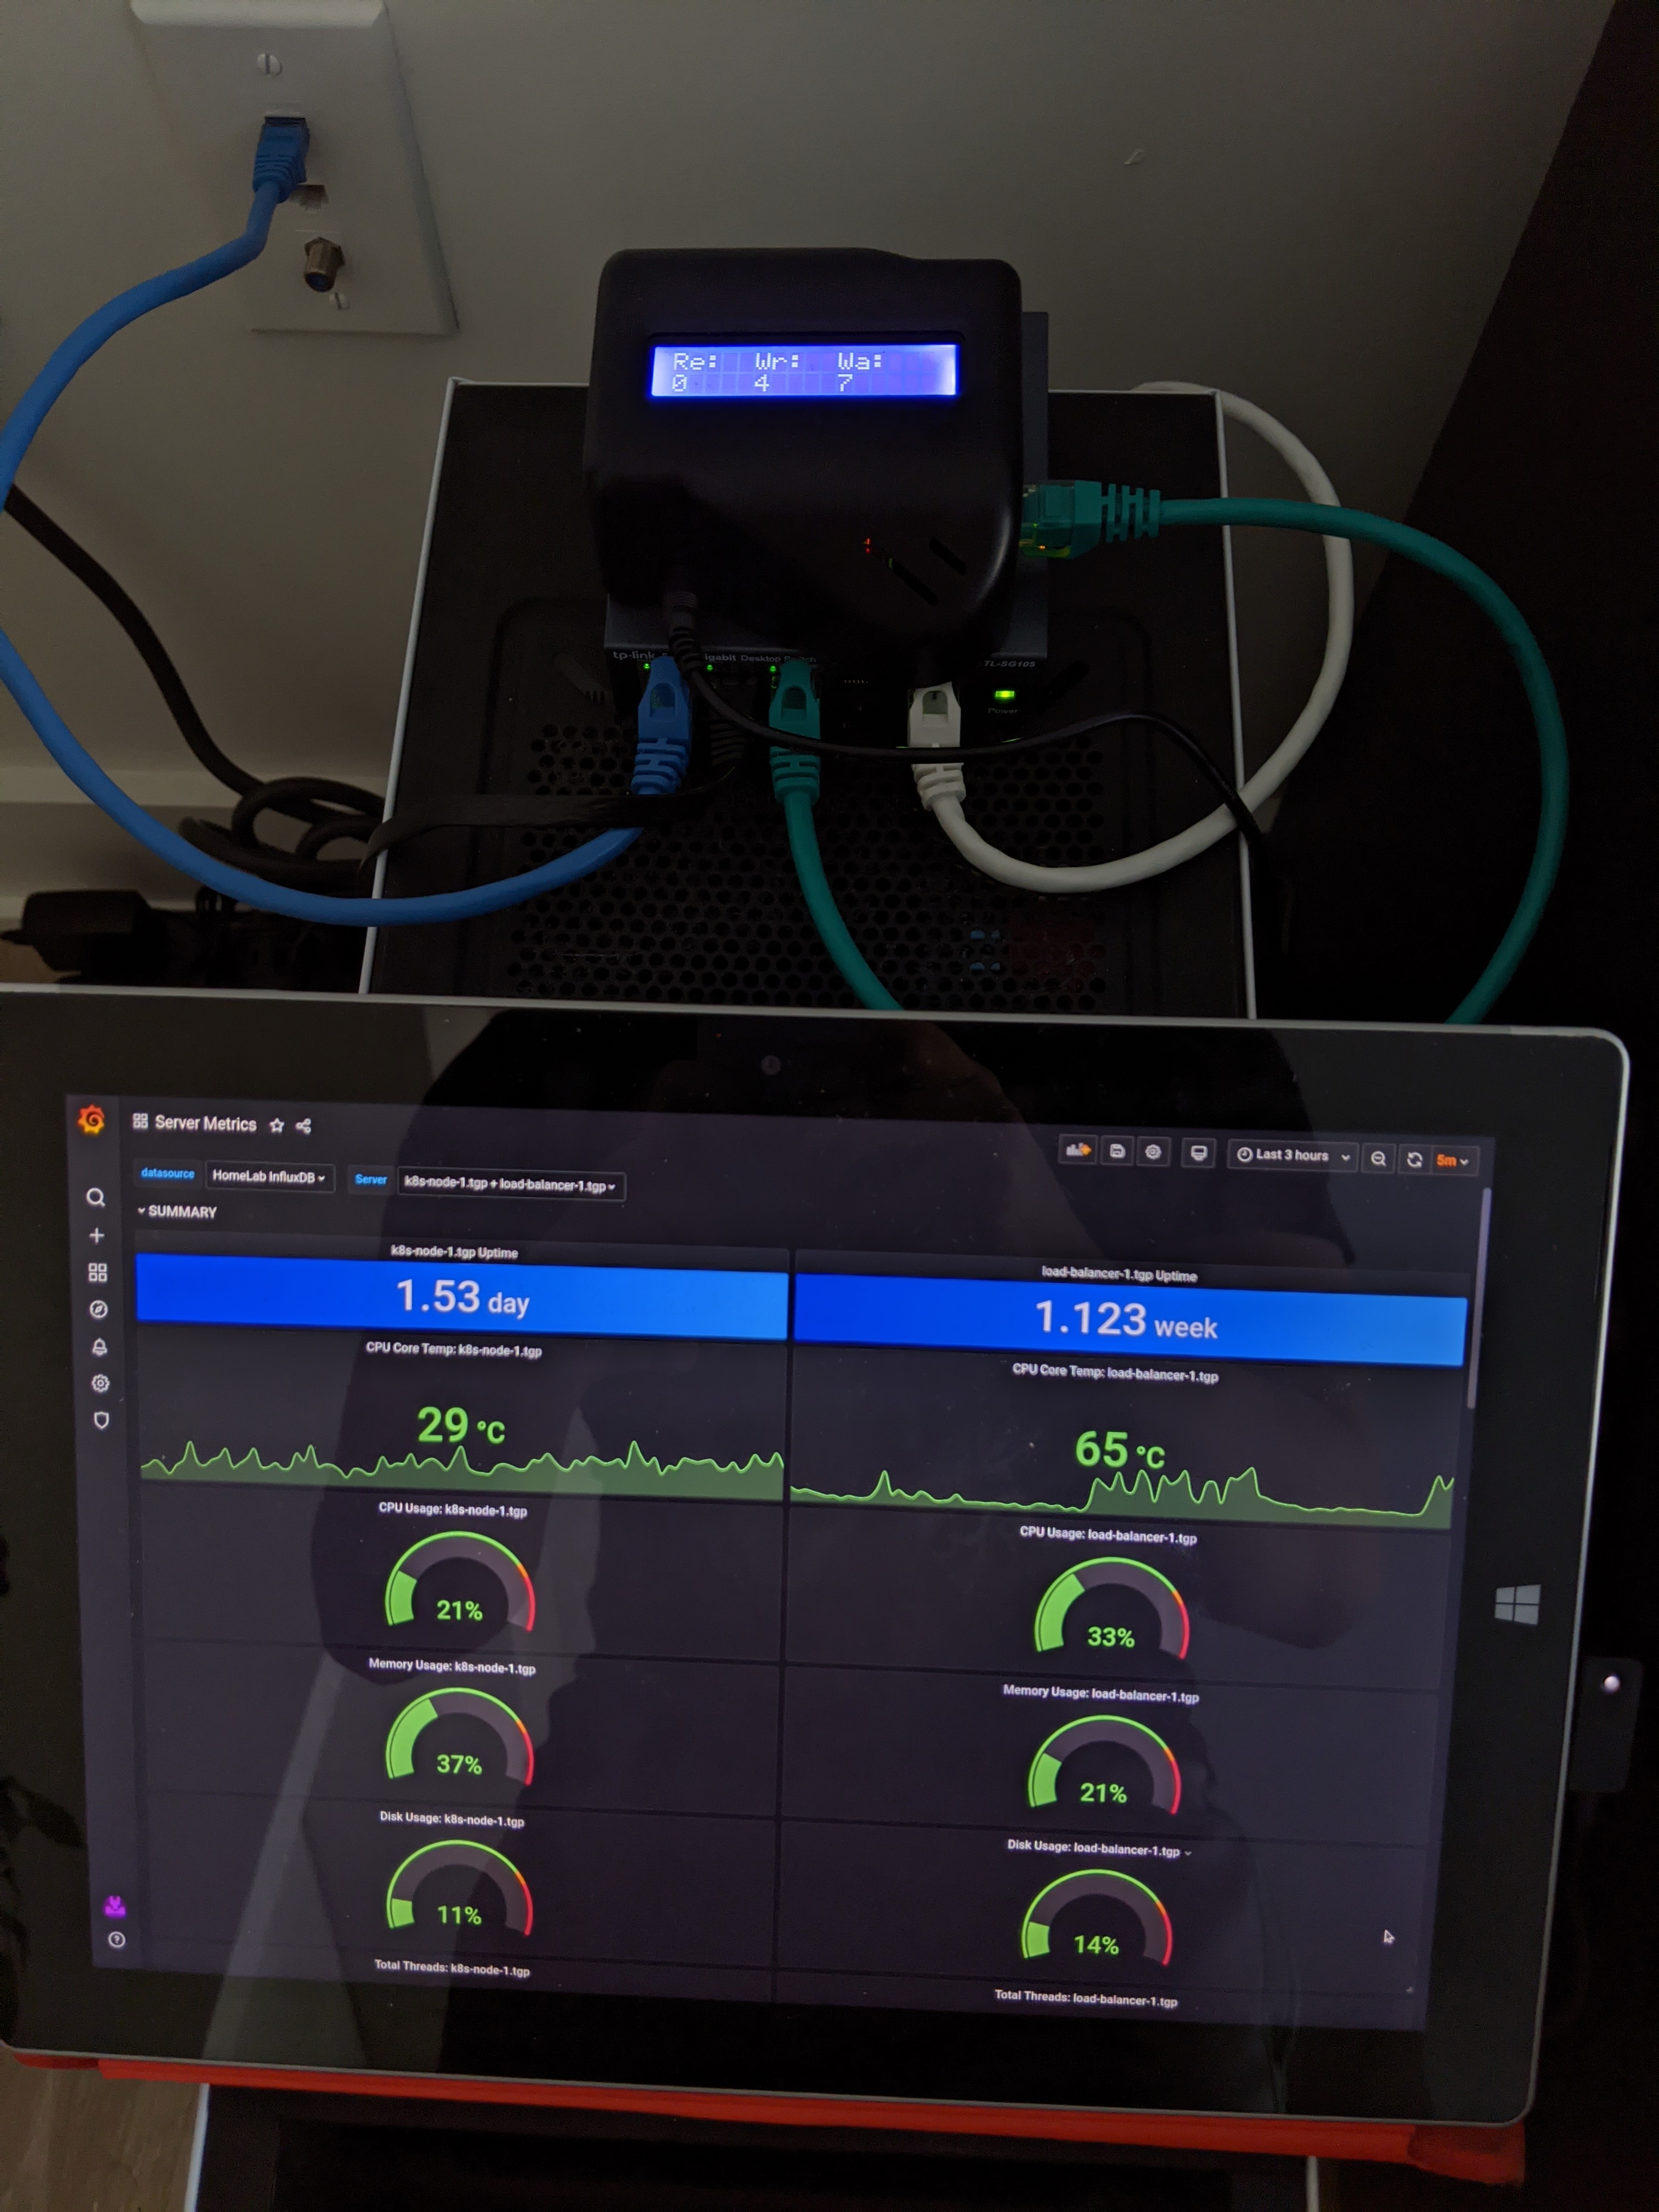 Re: Wr: Wa:
0 4 7
tp-link
Desktop
TL-SG105
Power
Server Metrics
Last 3 hours
5m
datasource
HomeLab InfluxDB
Server
k8s-node-1.tgp + load-balancer-1.tgp
SUMMARY
k8s-node-1.tgp Uptime
1.53 day
load-balancer-1.tgp Uptime
1.123 week
CPU Core Temp: k8s-node-1.tgp
29 °C
CPU Core Temp: load-balancer-1.tgp
65 °C
CPU Usage: k8s-node-1.tgp
21%
CPU Usage: load-balancer-1.tgp
33%
Memory Usage: k8s-node-1.tgp
37%
Memory Usage: load-balancer-1.tgp
21%
Disk Usage: k8s-node-1.tgp
11%
Disk Usage: load-balancer-1.tgp
14%
Total Threads: k8s-node-1.tgp
Total Threads: load-balancer-1.tgp